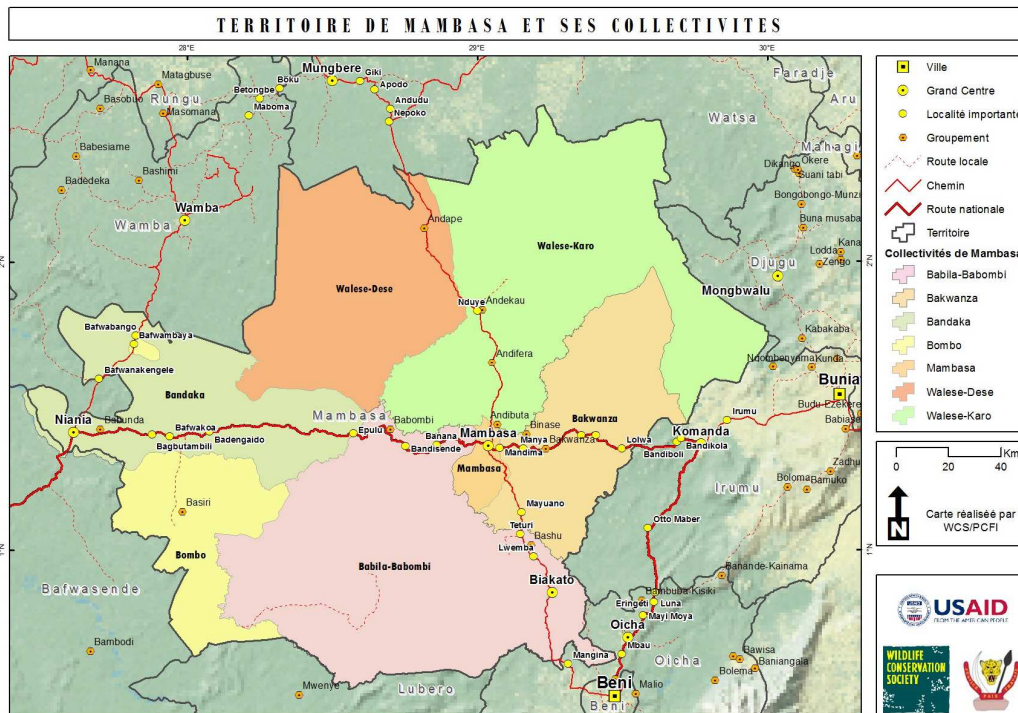 TERRITOIRE DE MAMBASA ET SES COLLECTIVITES
28°E
29°E
30°E
Manana
Matagbuse
Rungu
Basobuo
Masomana
Betongbe
Böku
Maboma
Mungbere
Giki
Apodo
Andudu
Nepoko
Faradje
Aru
Watsa
Mahagi
Babesiame
Badedeka
Bashimi
Wamba
Wamba
Dikango
Okere
Suani tabi
Bongbongo-Munzi
Buna musaba
Andape
Walese-Karo
Lodda
Kana
Zengo
Djugu
Mongbwalu
2°N
2°N
Walese-Dese
Nduye
Andekau
Bafwabango
Bafwambaya
Kabakaba
Andifera
Ngombenyama
Kunda
Bafwanakengele
Bandaka
Bunia
Budu-Ezekere
Niania
Babunda
Bafwakoa
Bagbutambili
Badengaido
Mambasa
Epulu
Babombi
Banana
Bandisende
Mambasa
Andibuta
Binase
Manya
Mandima
Bakwanza
Bakwanza
Lolwa
Komanda
Bandiboli
Bandikola
Irumu
Mambasa
Zadhu
Boloma
Bamuko
Irumu
Basiri
Mayuano
Teturi
Bashu
Lwemba
Otto Maber
1°N
1°N
Bombo
Babila-Babombi
Biakato
Banande-Kainama
Bafwasende
Bambuba-Kisiki
Eringeti
Luna
Mayi Moya
Oicha
Mbau
Oicha
Bambodi
Mangina
Bawisa
Baniangala
Bolema
Mwenye
Lubero
Beni
Beni
Malio
Ville
Grand Centre
Localité importante
Groupement
Route locale
Chemin
Route nationale
Territoire
Collectivités de Mambasa
Babila-Babombi
Bakwanza
Bandaka
Bombo
Mambasa
Walese-Dese
Walese-Karo
0 20 40 Km
N
Carte réalisée par
WCS/PCFI
USAID
FROM THE AMERICAN PEOPLE
WILDLIFE
CONSERVATION
SOCIETY